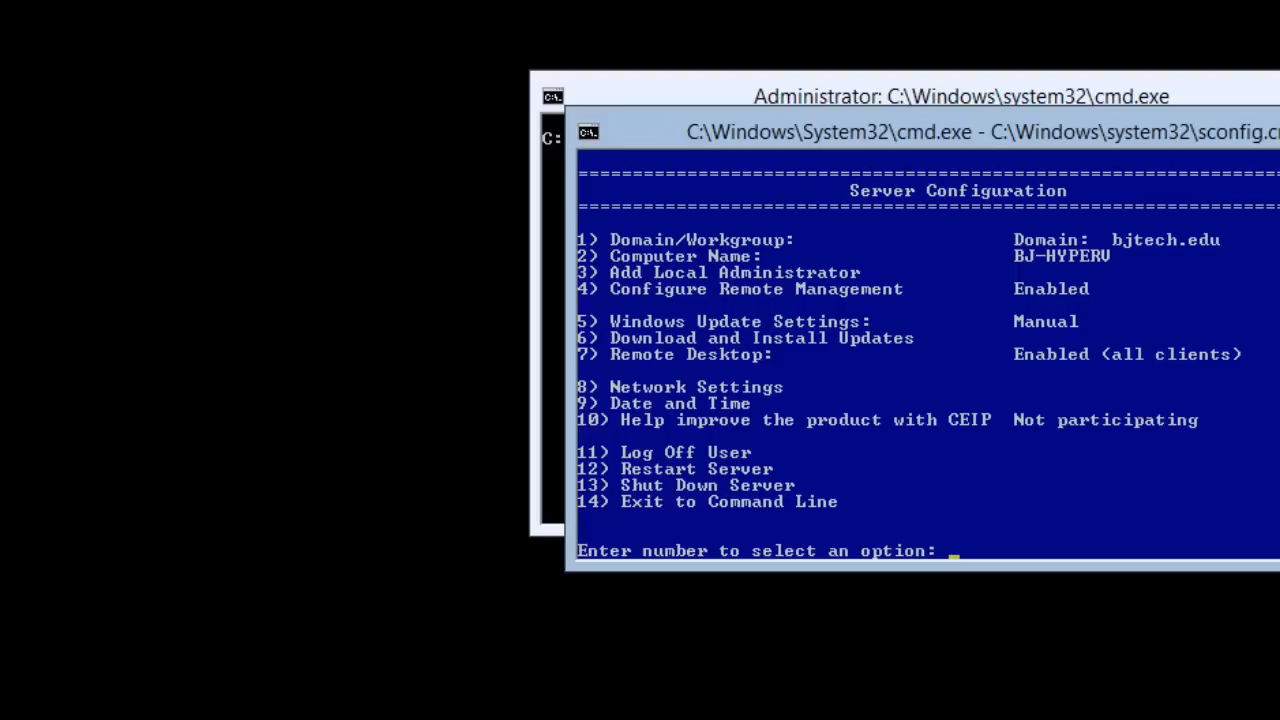 Administrator: C:\Windows\system32\cmd.exe
C:
C:\Windows\System32\cmd.exe - C:\Windows\system32\sconfig.c
===============================================================
Server Configuration
===============================================================
1) Domain/Workgroup: Domain: bjtech.edu
2) Computer Name: BJ-HYPERV
3) Add Local Administrator
4) Configure Remote Management Enabled
5) Windows Update Settings: Manual
6) Download and Install Updates
7) Remote Desktop: Enabled (all clients)
8) Network Settings
9) Date and Time
10) Help improve the product with CEIP Not participating
11) Log Off User
12) Restart Server
13) Shut Down Server
14) Exit to Command Line
Enter number to select an option: